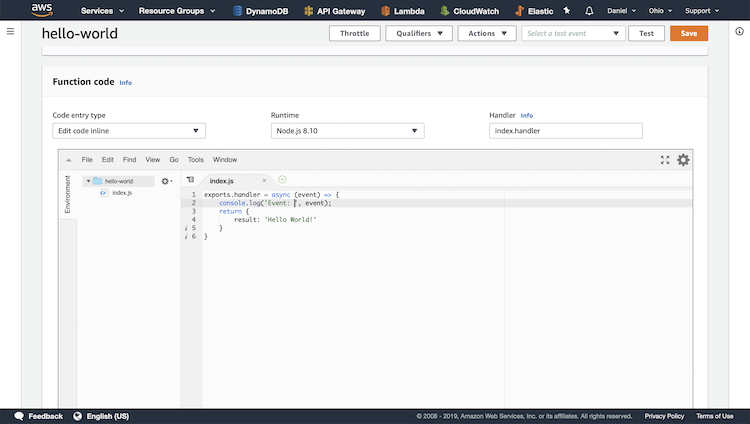 aws Services Resource Groups DynamoDB API Gateway Lambda CloudWatch Elastic Daniel Ohio Support
hello-world Throttle Qualifiers Actions Select a test event Test Save
Function code Info
Code entry type Runtime Handler Info
Edit code inline Node.js 8.10 index.handler
File Edit Find View Go Tools Window
Environment
hello-world index.js
index.js
1 exports.handler = async (event) => {
2 console.log('Event: ', event);
3 return {
4 result: 'Hello World!'
i 5 }
i 6 }
Feedback English (US) © 2008 - 2019, Amazon Web Services, Inc. or its affiliates. All rights reserved. Privacy Policy Terms of Use